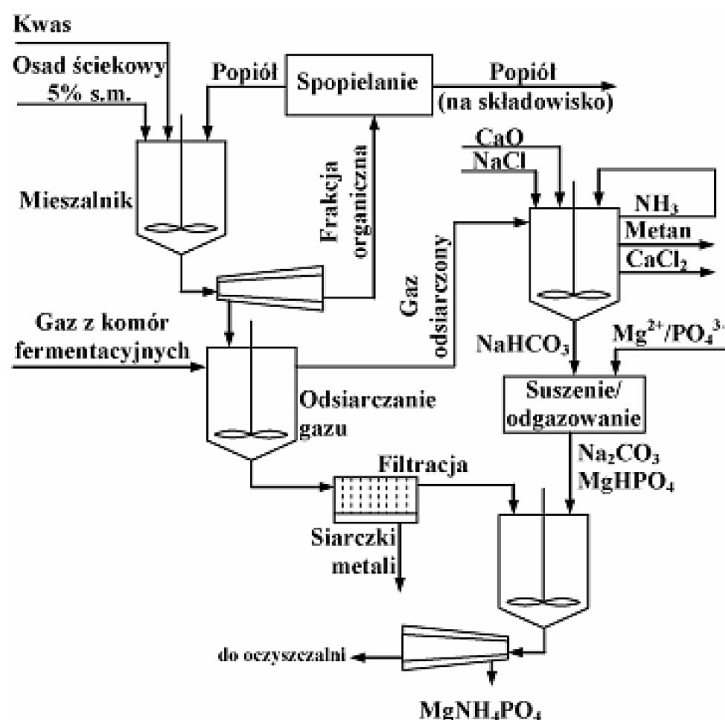 Kwas
Osad ściekowy
5% s.m.
Popiół
Spopielanie
Popiół
(na składowisko)
Mieszalnik
Frakcja
organiczna
CaO
NaCl
NH₃
Metan
CaCl₂
Gaz
odsiarczony
Gaz z komór
fermentacyjnych
NaHCO₃
Mg²⁺/PO₄³⁻
Odsiarczanie
gazu
Suszenie/
odgazowanie
Na₂CO₃
MgHPO₄
Filtracja
Siarczki
metali
do oczyszczalni
MgNH₄PO₄